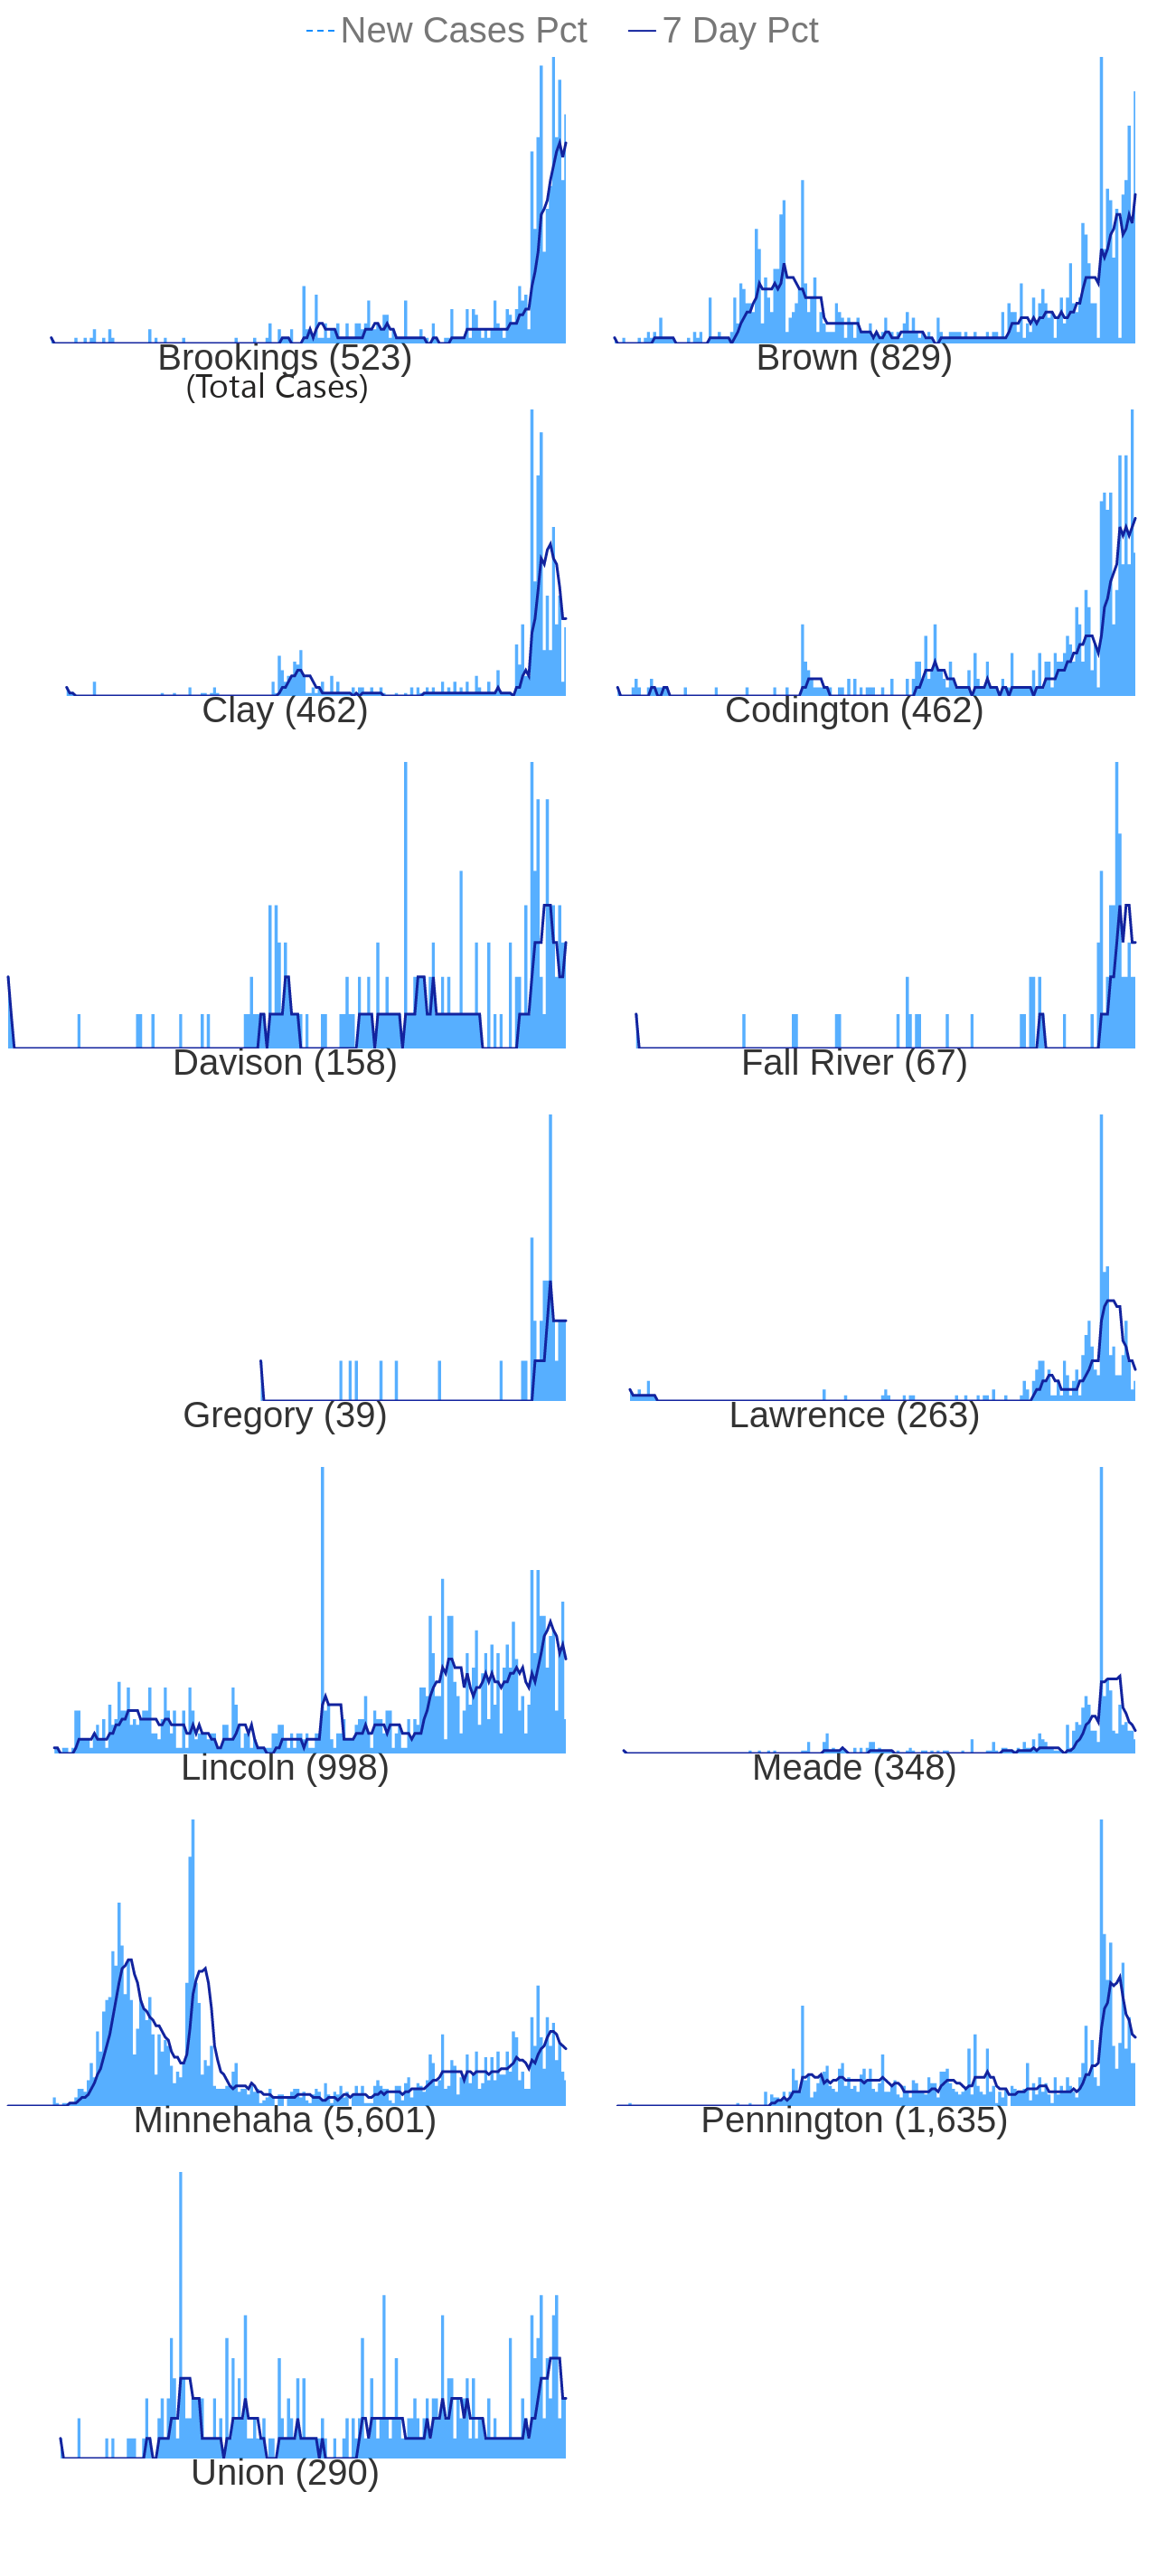 New Cases Pct 7 Day Pct
Brookings (523) Brown (829)
(Total Cases)
Clay (462) Codington (462)
Davison (158) Fall River (67)
Gregory (39) Lawrence (263)
Lincoln (998) Meade (348)
Minnehaha (5,601) Pennington (1,635)
Union (290)